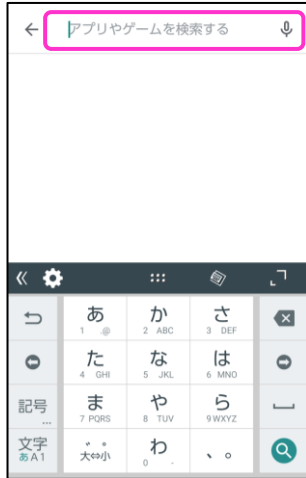 アプリやゲームを検索する
あ
1 .@
か
2 ABC
さ
3 DEF
た
4 GHI
な
5 JKL
は
6 MNO
記号
...
ま
7 PQRS
や
8 TUV
ら
9 WXYZ
文字
あA1
゛ ゜
大⇔小
わ
0 .
、。